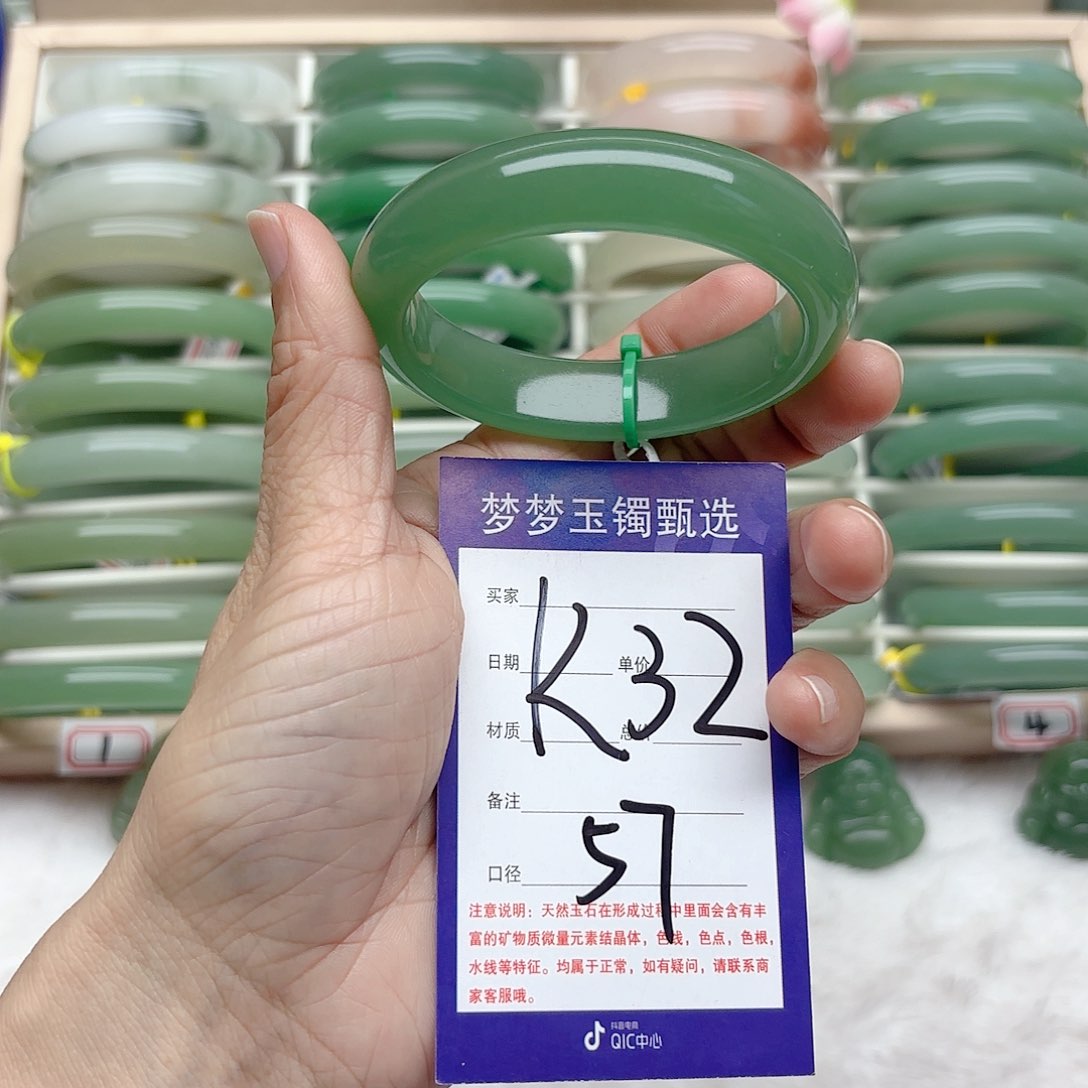 梦梦玉镯甄选
买家
日期 单价
K32
材质
备注
57
口径
注意说明：天然玉石在形成过程中里面会含有丰
富的矿物质微量元素结晶体，色线，色点，色根，
水线等特征。均属于正常，如有疑问，请联系商
家客服哦。
抖音电商
QIC中心
1
4